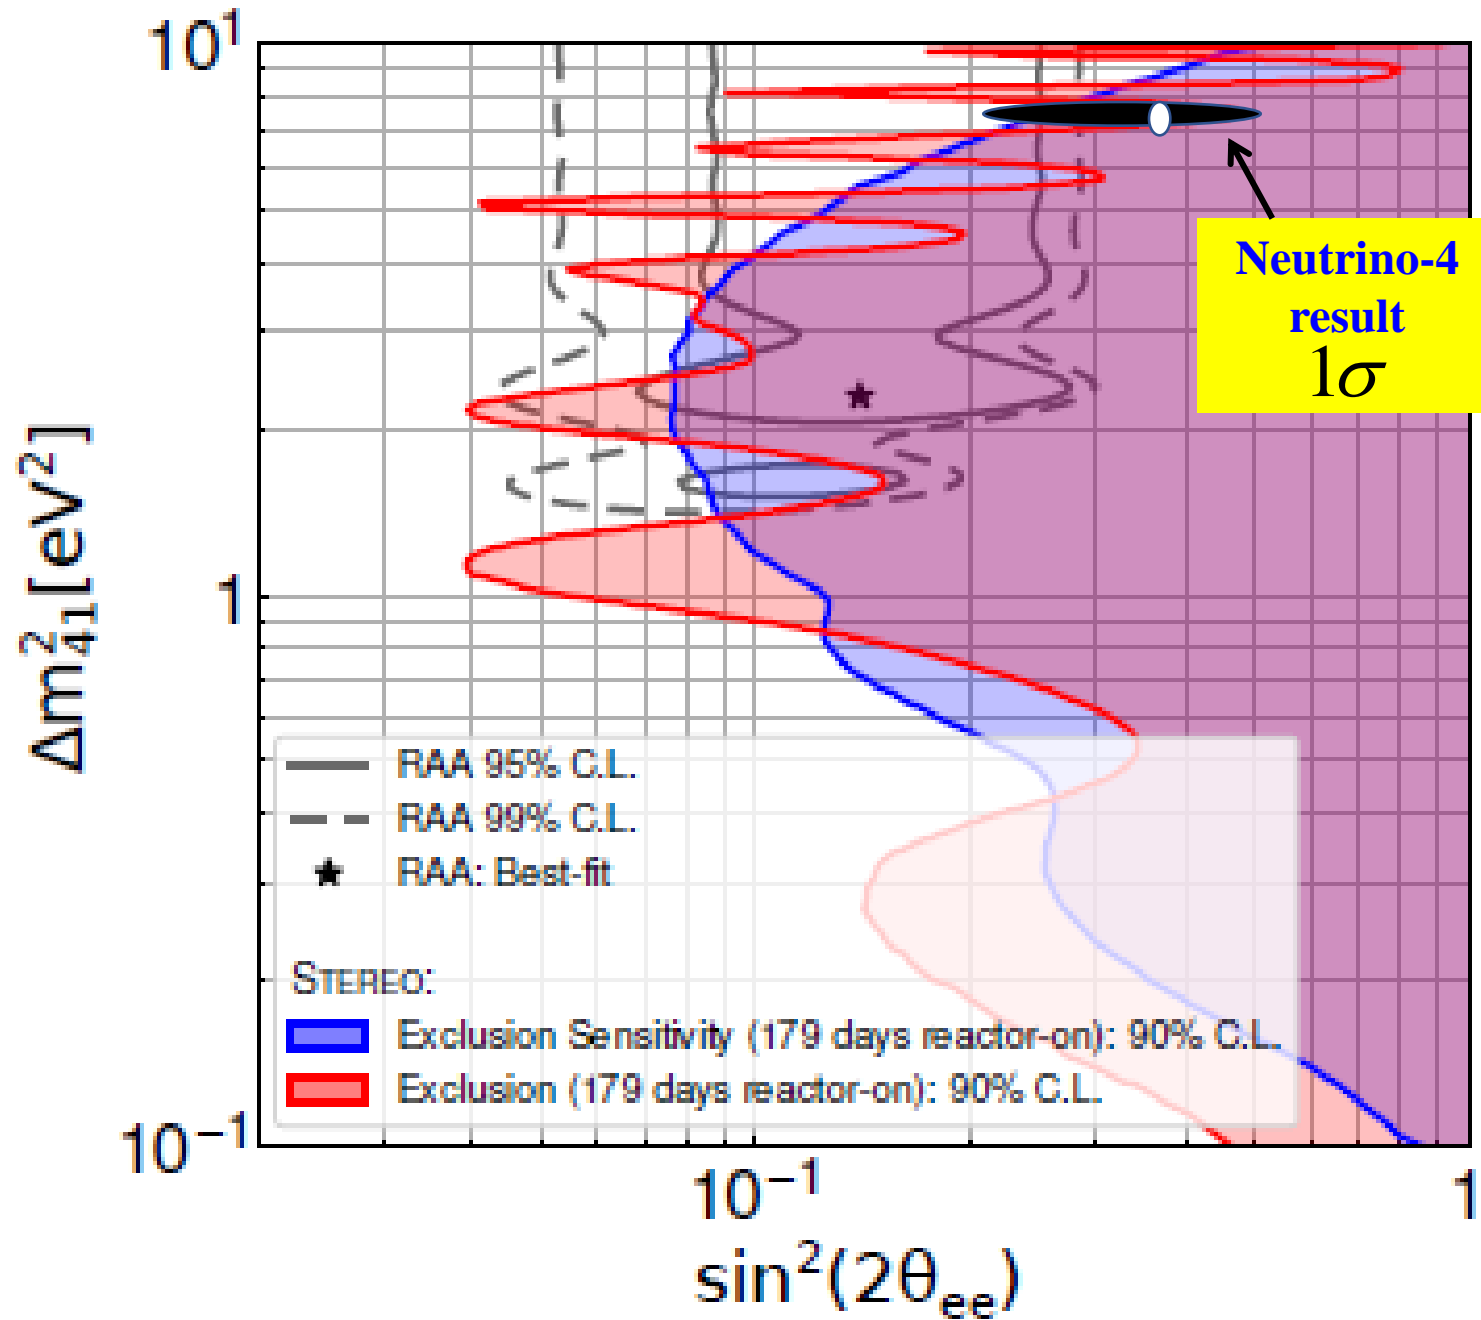 10¹
Neutrino-4
result
1σ
Δm²₄₁[eV²]
1
RAA 95% C.L.
RAA 99% C.L.
RAA: Best-fit
STEREO:
Exclusion Sensitivity (179 days reactor-on): 90% C.L.
Exclusion (179 days reactor-on): 90% C.L.
10⁻¹
10⁻¹ 1
sin²(2θₑₑ)